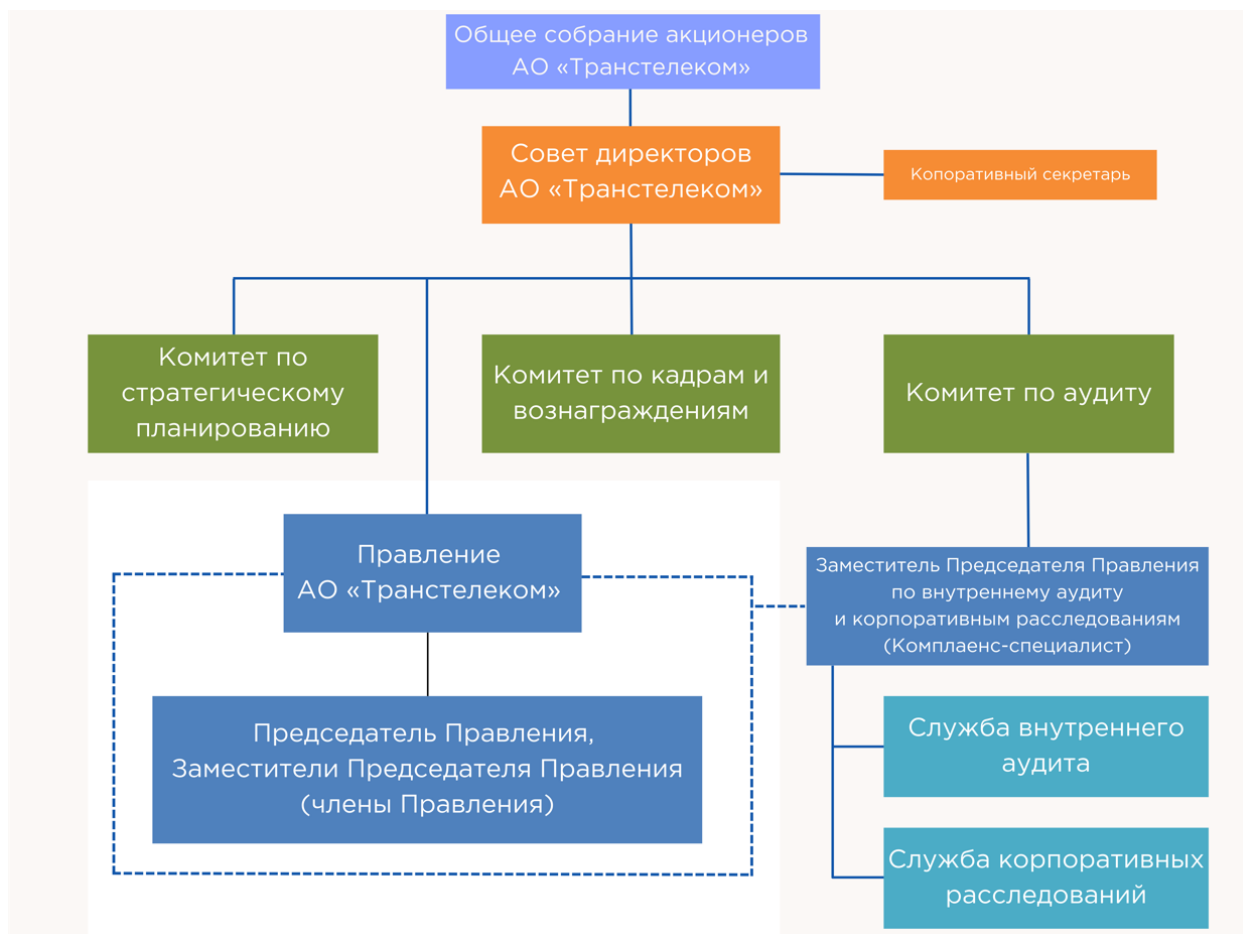 Общее собрание акционеров
АО «Транстелеком»
Совет директоров
АО «Транстелеком»
Копоративный секретарь
Комитет по
стратегическому
планированию
Комитет по кадрам и
вознаграждениям
Комитет по аудиту
Правление
АО «Транстелеком»
Заместитель Председателя Правления
по внутреннему аудиту
и корпоративным расследованиям
(Комплаенс-специалист)
Председатель Правления,
Заместители Председателя Правления
(члены Правления)
Служба внутреннего
аудита
Служба корпоративных
расследований